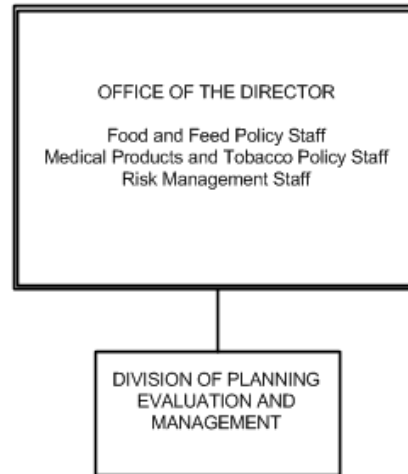 OFFICE OF THE DIRECTOR
Food and Feed Policy Staff
Medical Products and Tobacco Policy Staff
Risk Management Staff
DIVISION OF PLANNING
EVALUATION AND
MANAGEMENT